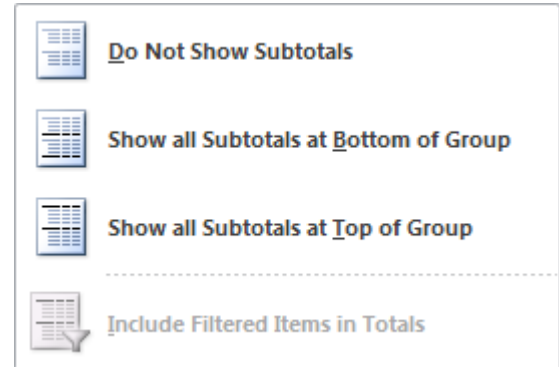 Do Not Show Subtotals
Show all Subtotals at Bottom of Group
Show all Subtotals at Top of Group
Include Filtered Items in Totals